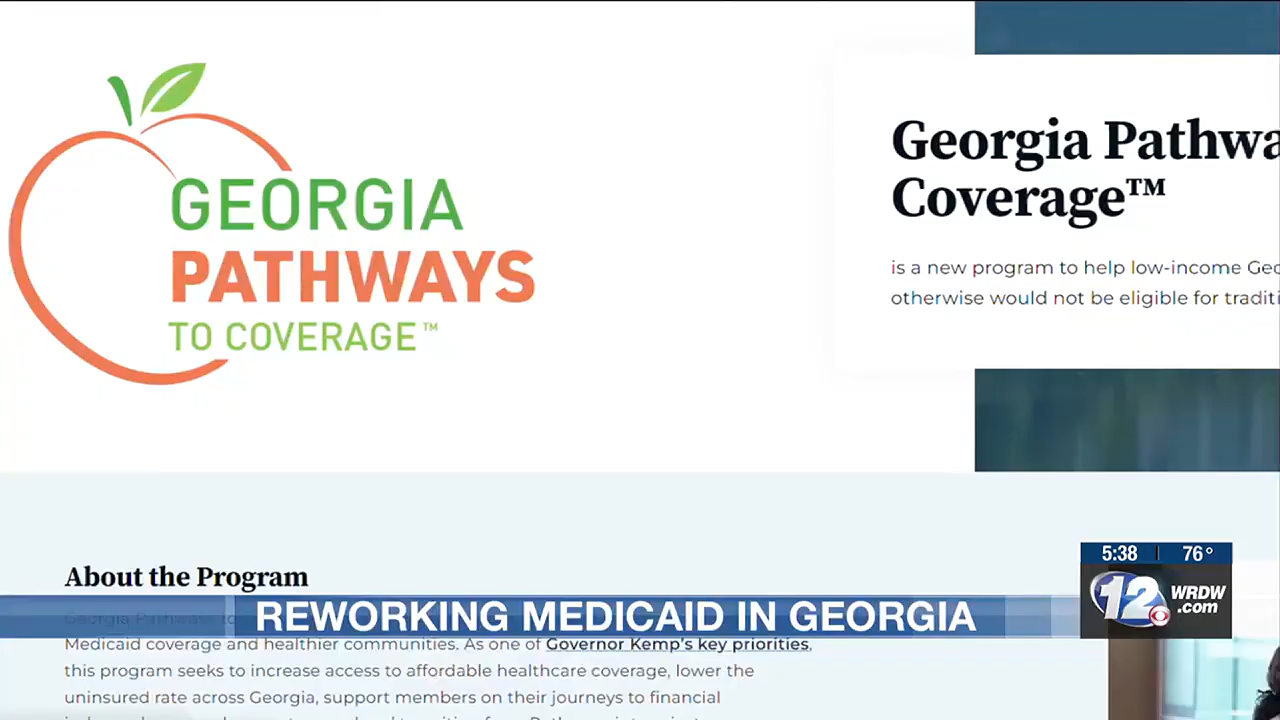 GEORGIA
PATHWAYS
TO COVERAGE™
Georgia
Coverage™
is a new program to help low-income
otherwise would not be eligible for
About the Program
Georgia
REWORKING MEDICAID IN GEORGIA
Medicaid coverage and healthier communities. As one of Governor Kemp's key priorities,
this program seeks to increase access to affordable healthcare coverage, lower the
uninsured rate across Georgia, support members on their journeys to financial
5:38 76°
12 WRDW
.com